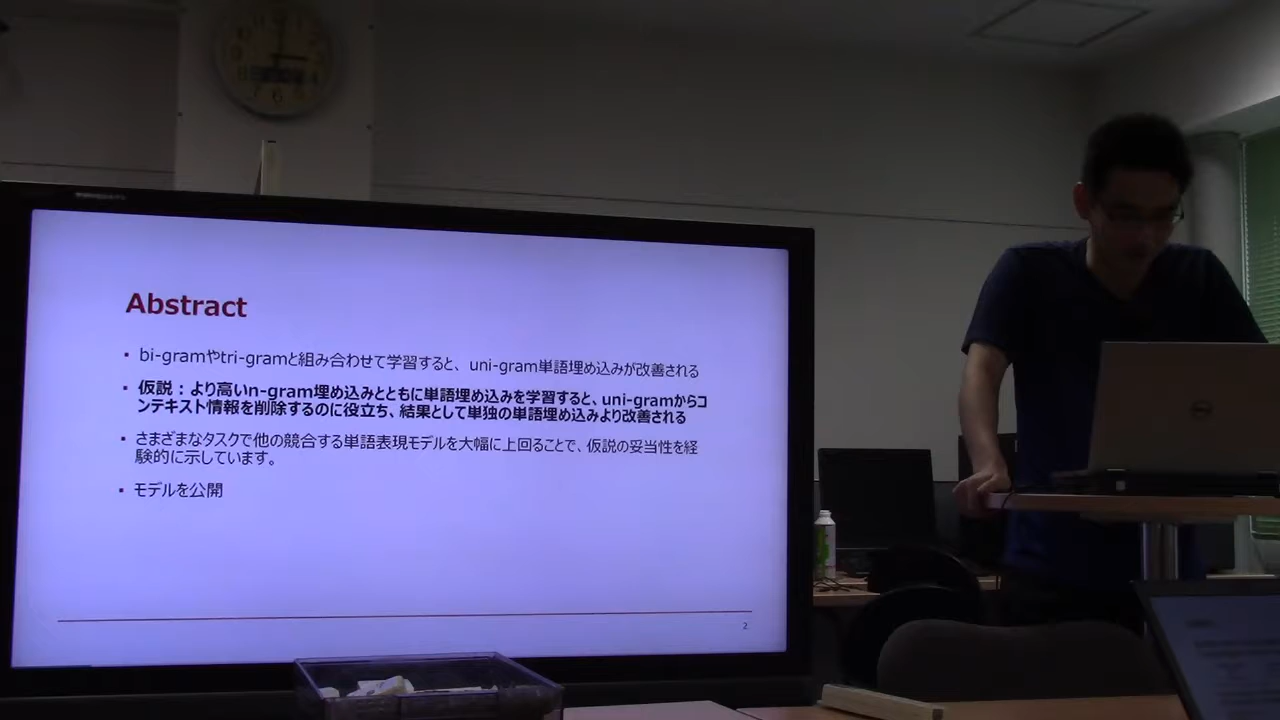 Abstract
▪ bi-gramやtri-gramと組み合わせて学習すると、uni-gram単語埋め込みが改善される
▪ 仮説：より高いn-gram埋め込みとともに単語埋め込みを学習すると、uni-gramからコ
ンテキスト情報を削除するのに役立ち、結果として単独の単語埋め込みより改善される
▪ さまざまなタスクで他の競合する単語表現モデルを大幅に上回ることで、仮説の妥当性を経
験的に示しています。
▪ モデルを公開
2